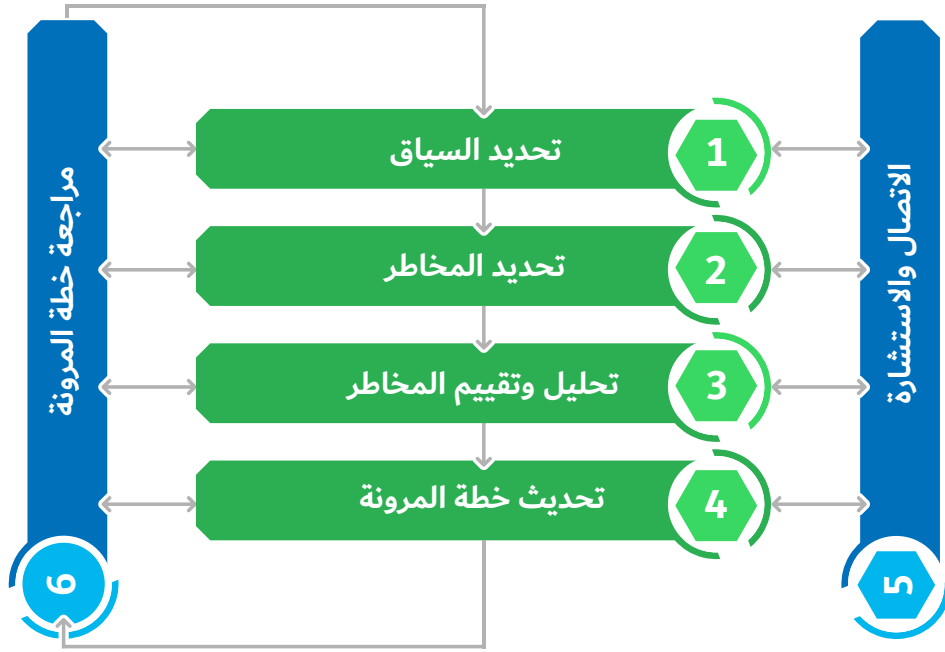 1
تحديد السياق
2
تحديد المخاطر
3
تحليل وتقييم المخاطر
4
تحديث خطة المرونة
الاتصال والاستشارة
5
مراجعة خطة المرونة
6